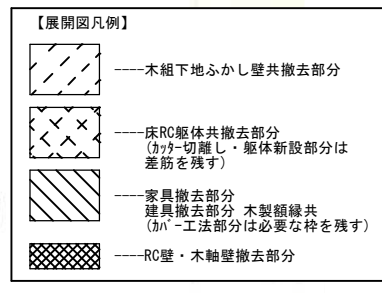 【展開図凡例】
----木組下地ふかし壁共撤去部分
----床RC躯体共撤去部分
(ｶｯﾀｰ切離し・躯体新設部分は
差筋を残す)
----家具撤去部分
建具撤去部分 木製額縁共
(ｶﾊﾞｰ工法部分は必要な枠を残す)
----RC壁・木軸壁撤去部分